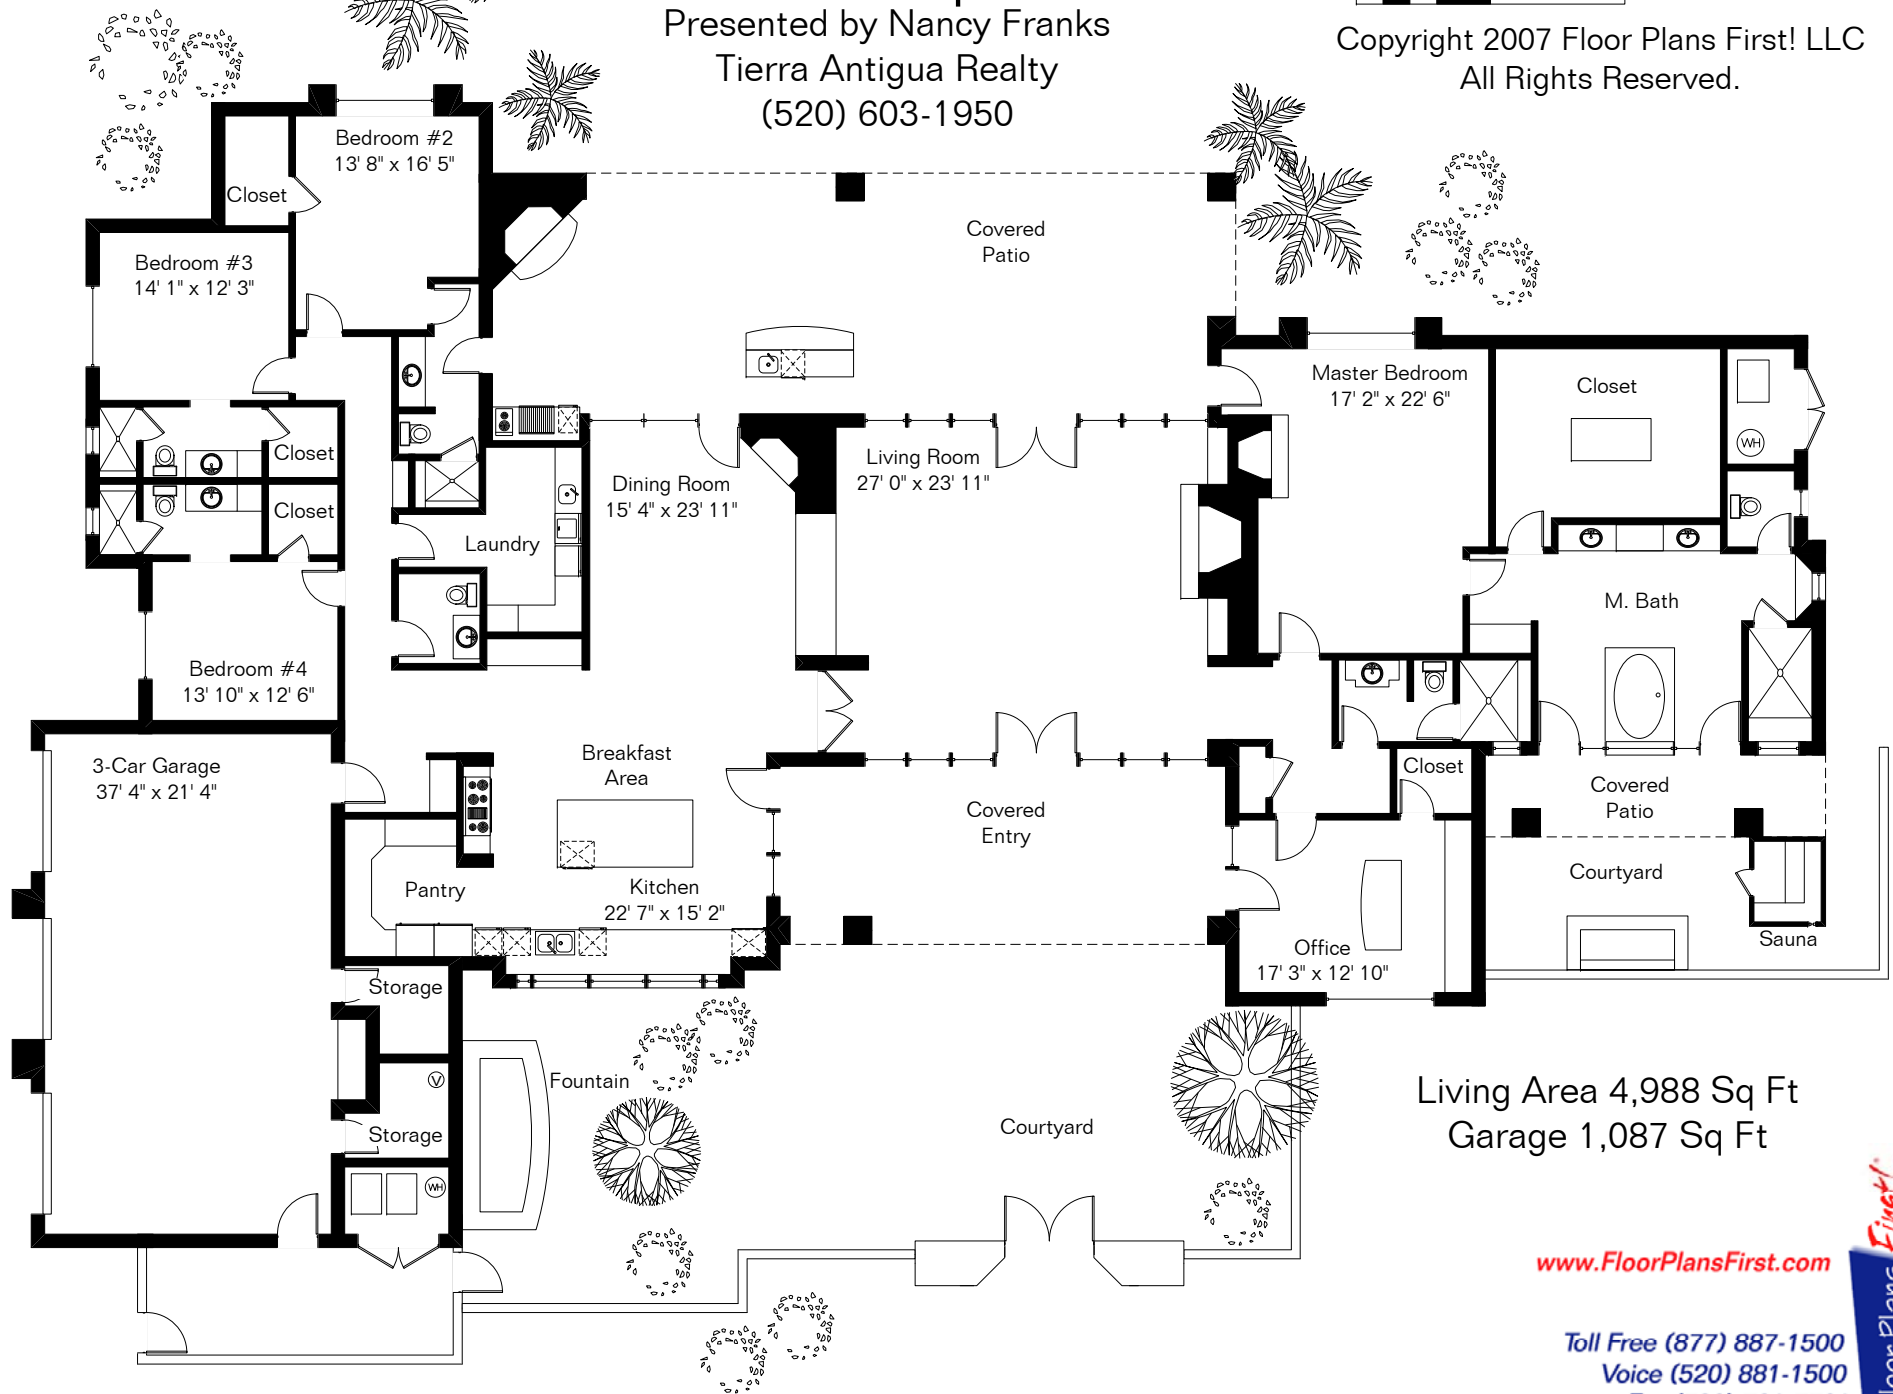 Presented by Nancy Franks
Tierra Antigua Realty
(520) 603-1950
Copyright 2007 Floor Plans First! LLC
All Rights Reserved.
Bedroom #2
13' 8" x 16' 5"
Closet
Covered
Patio
Bedroom #3
14' 1" x 12' 3"
Master Bedroom
17' 2" x 22' 6"
Closet
WH
Closet
Living Room
27' 0" x 23' 11"
Dining Room
15' 4" x 23' 11"
Closet
Laundry
M. Bath
Bedroom #4
13' 10" x 12' 6"
3-Car Garage
37' 4" x 21' 4"
Breakfast
Area
Closet
Covered
Patio
Covered
Entry
Pantry
Kitchen
22' 7" x 15' 2"
Courtyard
Sauna
Office
17' 3" x 12' 10"
Storage
Fountain
V
Storage
Courtyard
WH
Living Area 4,988 Sq Ft
Garage 1,087 Sq Ft
www.FloorPlansFirst.com
First!
Floor Plans
Toll Free (877) 887-1500
Voice (520) 881-1500